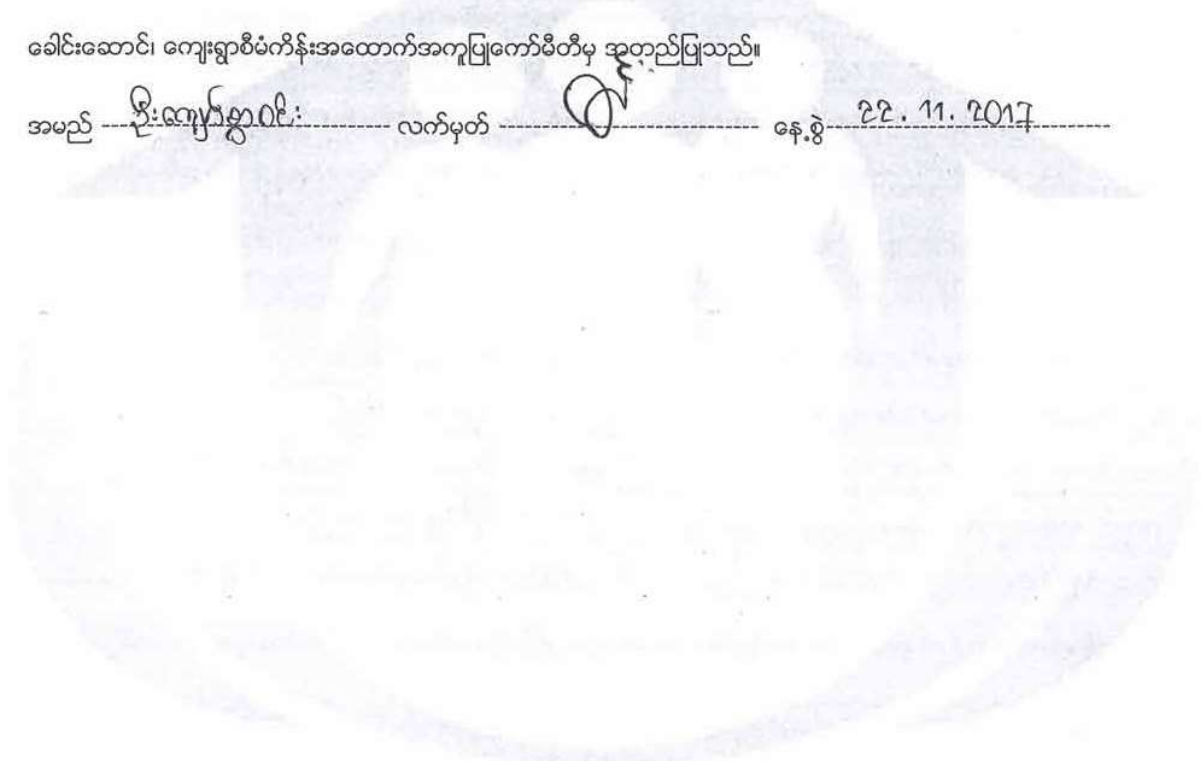 ခေါင်းဆောင်၊ ကျေးရွာစီမံကိန်းအထောက်အကူပြုကော်မီတီမှ အတည်ပြုသည်။
အမည် ---ဦးကျော်စွာဝင်း--- လက်မှတ် --- နေ့စွဲ---22. 11. 2017---